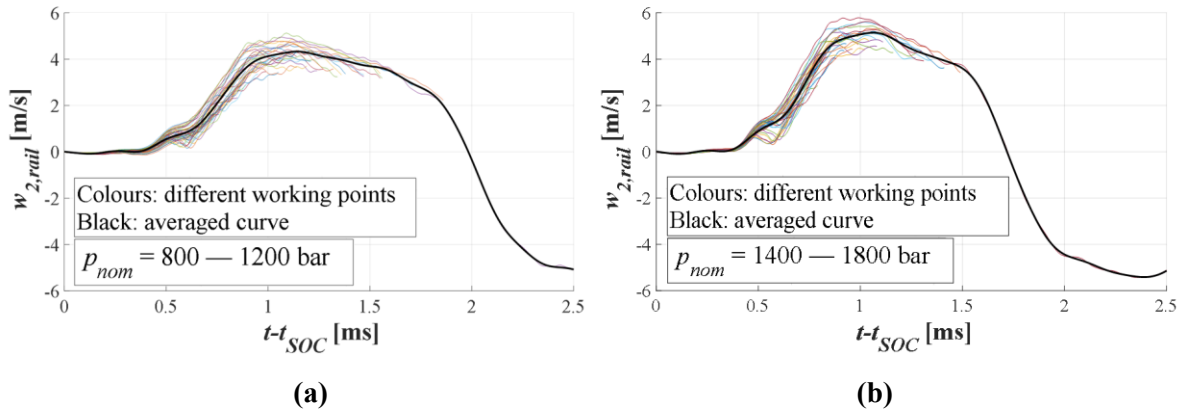 6
4
2
0
-2
-4
-6
w2,rail [m/s]
Colours: different working points
Black: averaged curve
pnom = 800 — 1200 bar
0 0.5 1 1.5 2 2.5
t-tSOC [ms]
(a)
6
4
2
0
-2
-4
-6
w2,rail [m/s]
Colours: different working points
Black: averaged curve
pnom = 1400 — 1800 bar
0 0.5 1 1.5 2 2.5
t-tSOC [ms]
(b)